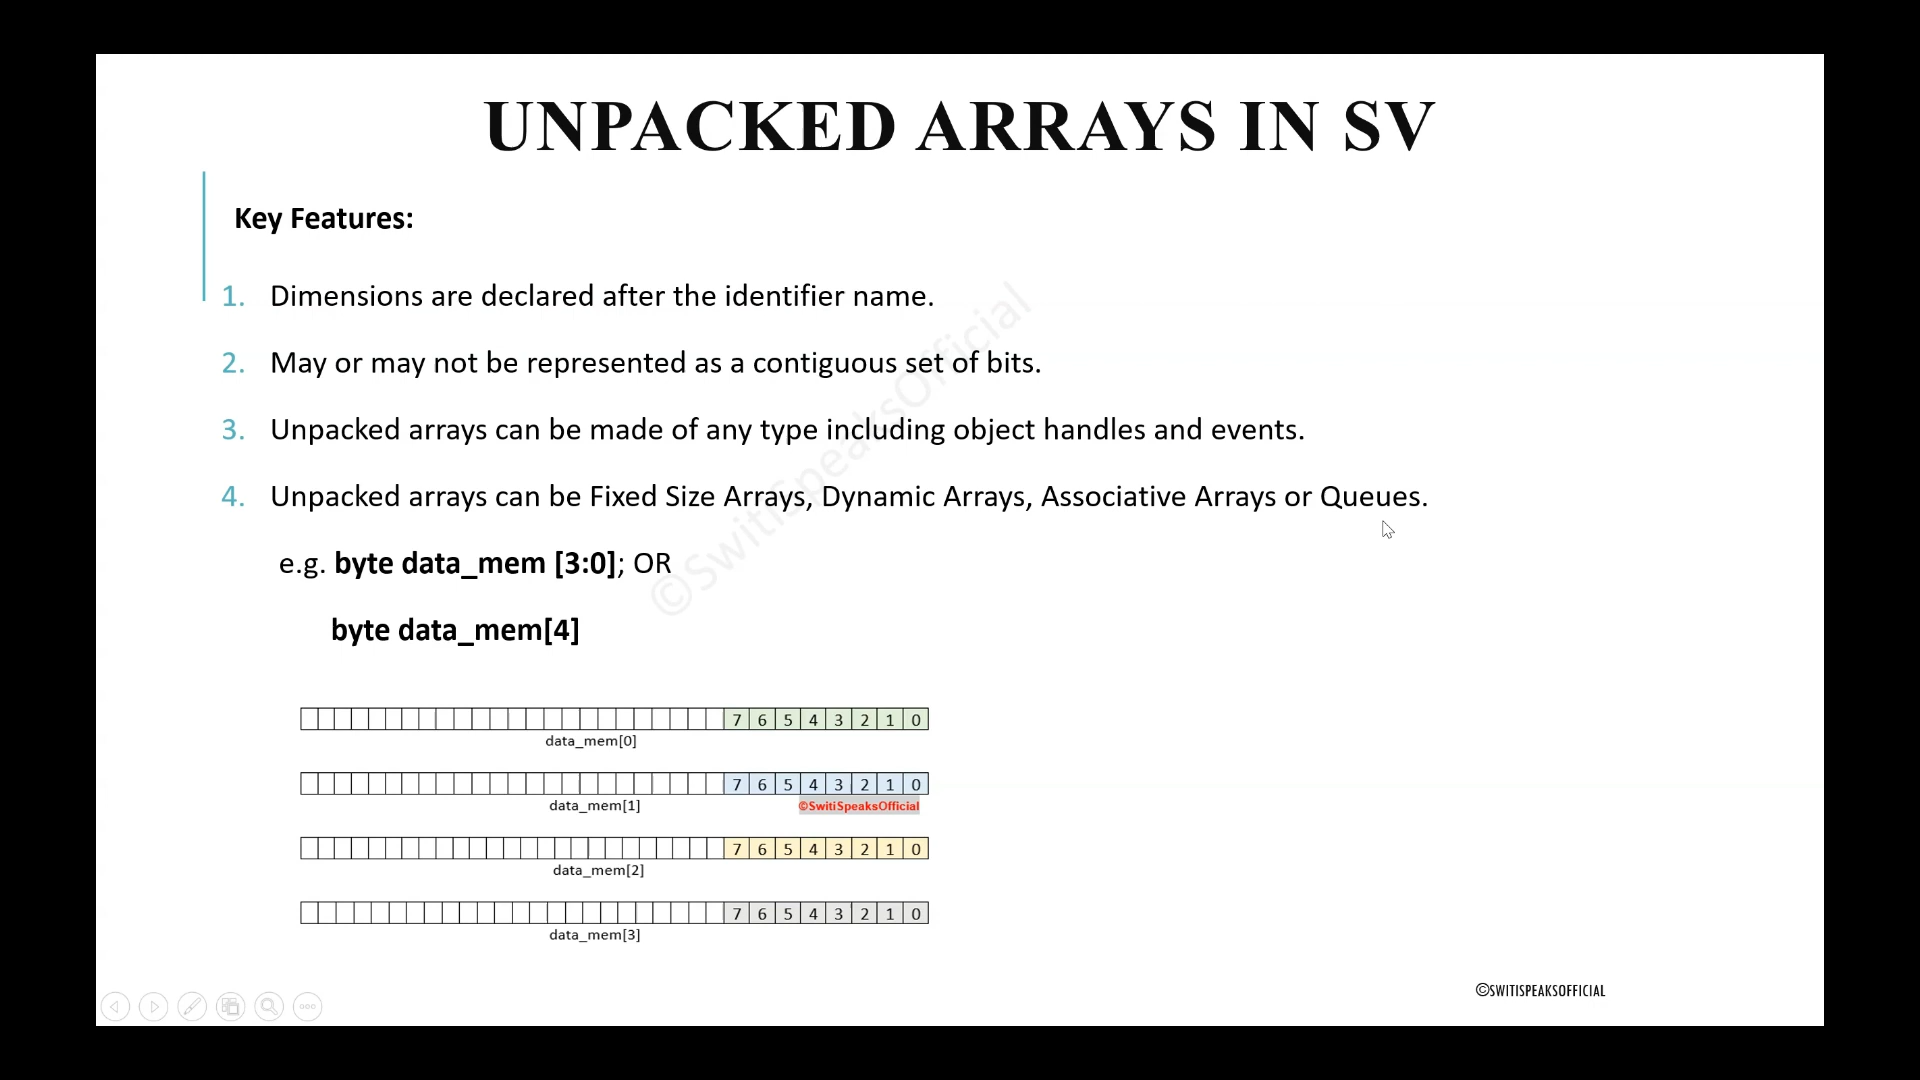 UNPACKED ARRAYS IN SV
Key Features:
1. Dimensions are declared after the identifier name.
2. May or may not be represented as a contiguous set of bits.
3. Unpacked arrays can be made of any type including object handles and events.
4. Unpacked arrays can be Fixed Size Arrays, Dynamic Arrays, Associative Arrays or Queues.
e.g. byte data_mem [3:0]; OR
byte data_mem[4]
©SwitiSpeaksOfficial
7 6 5 4 3 2 1 0
data_mem[0]
7 6 5 4 3 2 1 0
data_mem[1]
©SwitiSpeaksOfficial
7 6 5 4 3 2 1 0
data_mem[2]
7 6 5 4 3 2 1 0
data_mem[3]
©SWITISPEAKSOFFICIAL